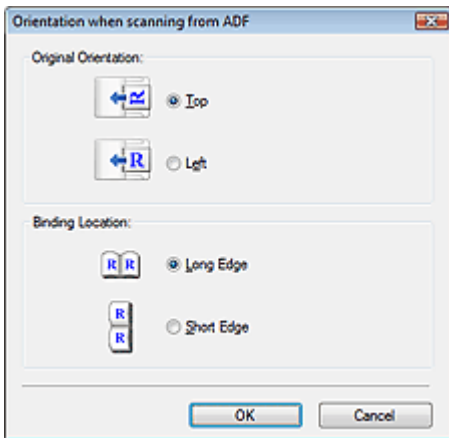 Orientation when scanning from ADF
Original Orientation:
R
Top
R
Left
Binding Location:
R R
Long Edge
R
R
Short Edge
OK
Cancel